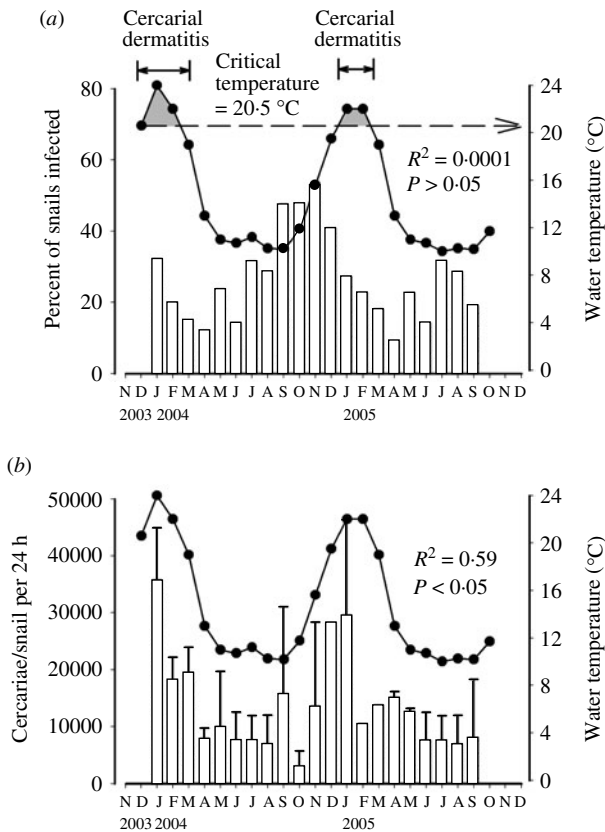 (a)
Cercarial dermatitis
Cercarial dermatitis
Critical temperature = 20·5 °C
R² = 0·0001
P > 0·05
Percent of snails infected
80
60
40
20
0
Water temperature (°C)
24
20
16
12
8
4
0
N D J F M A M J J A S O N D J F M A M J J A S O N D
2003 2004 2005
(b)
R² = 0·59
P < 0·05
Cercariae/snail per 24 h
50000
40000
30000
20000
10000
0
Water temperature (°C)
24
20
16
12
8
4
0
N D J F M A M J J A S O N D J F M A M J J A S O N D
2003 2004 2005